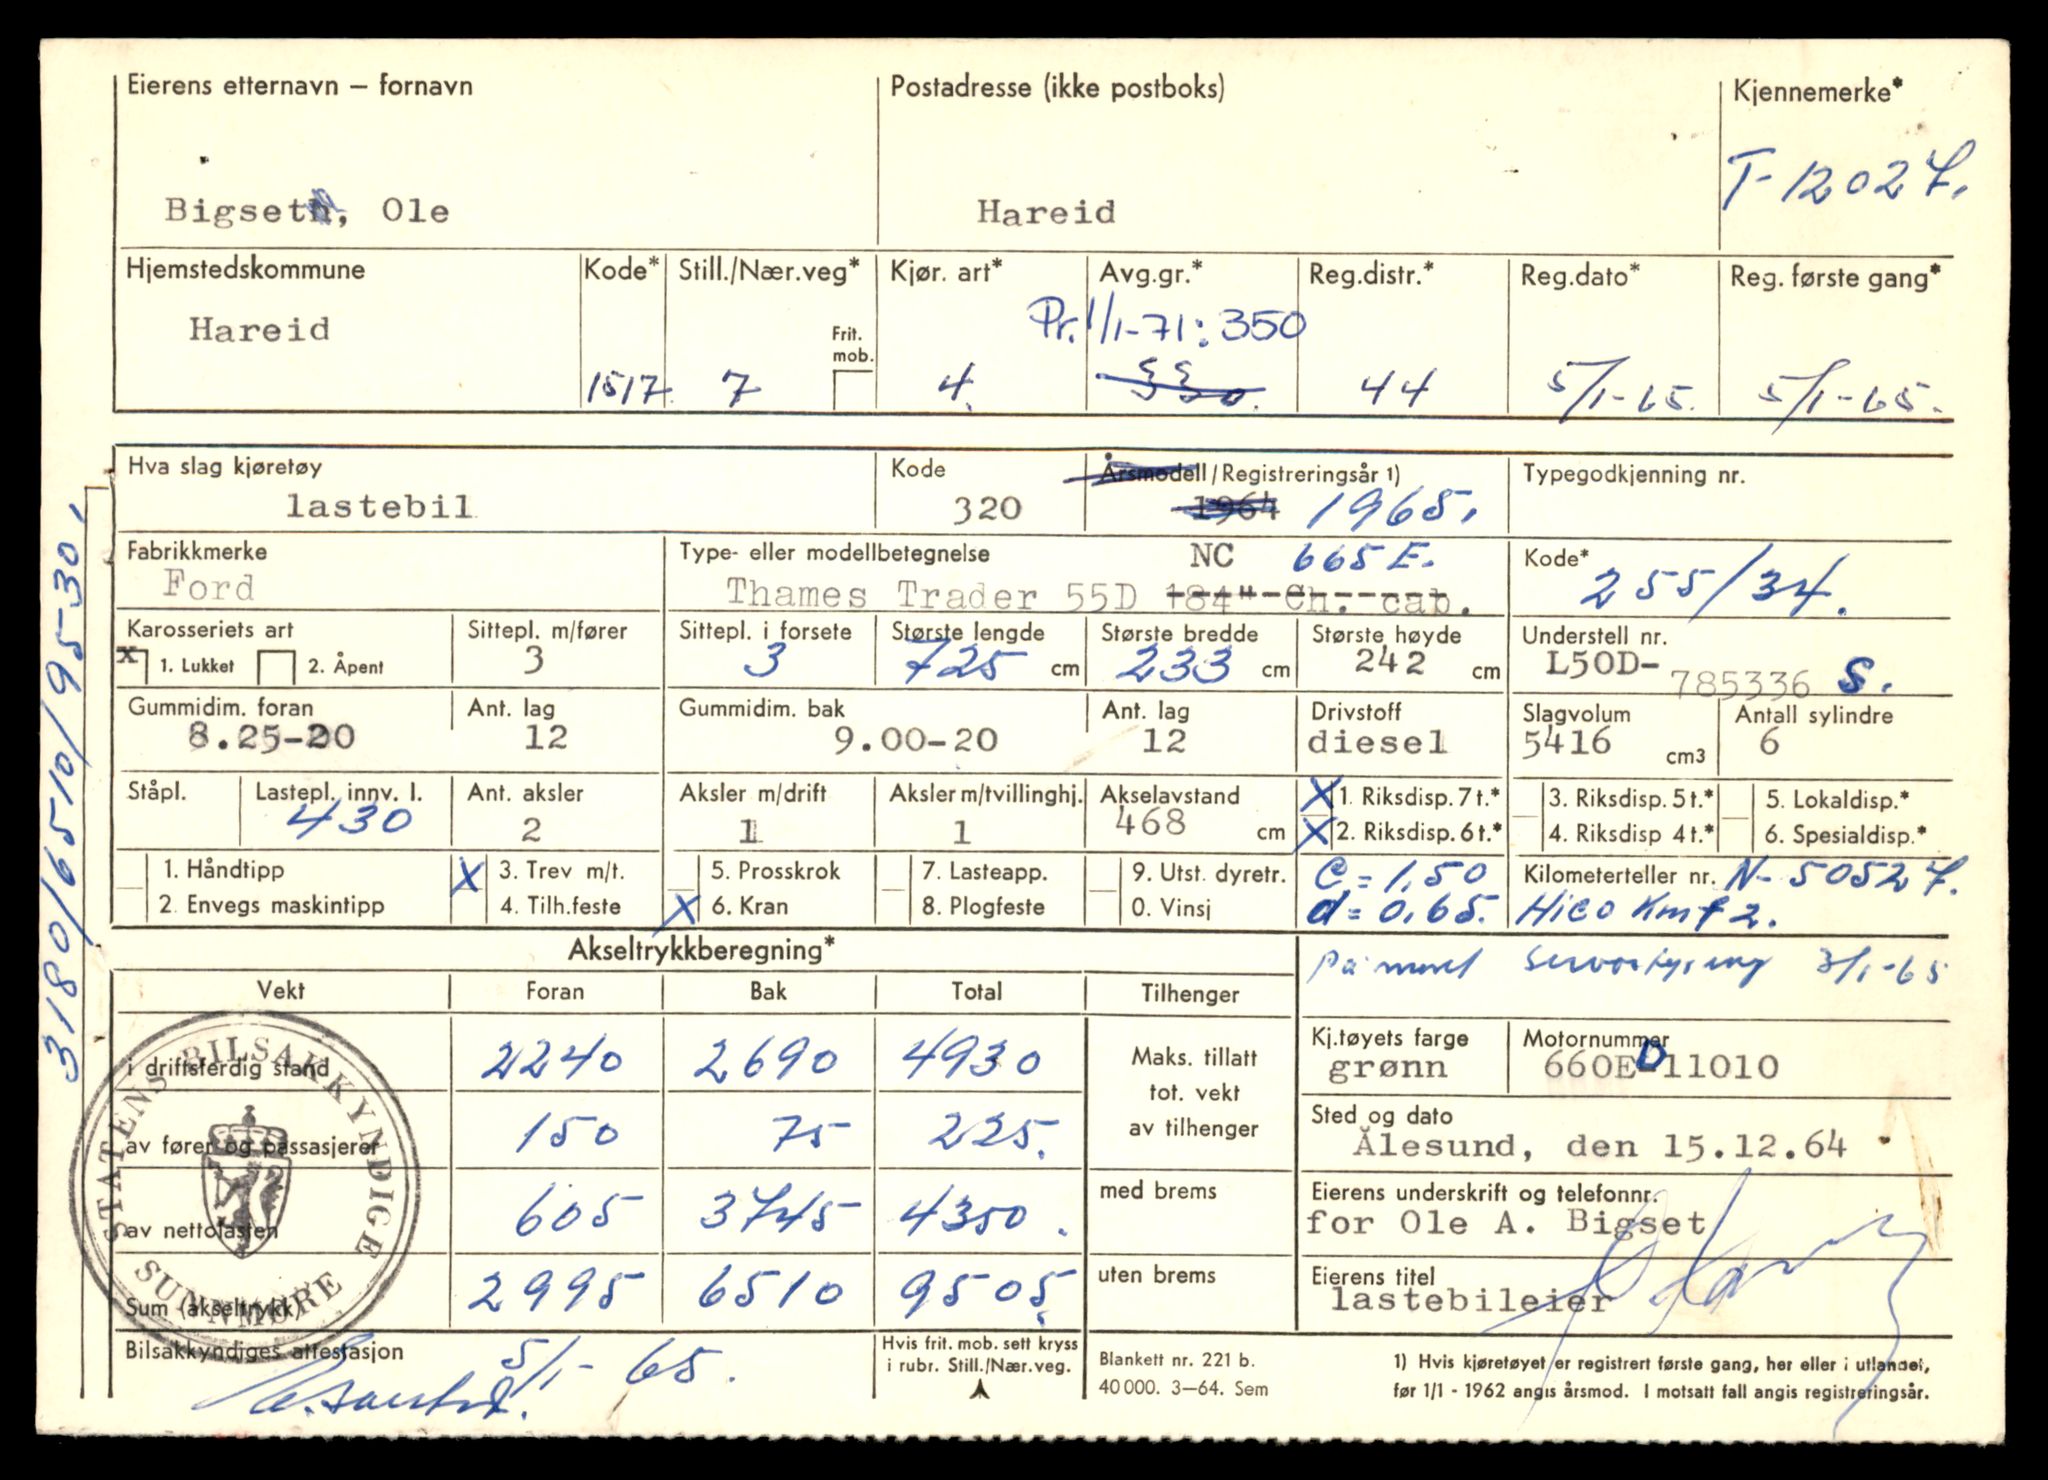 Eierens etternavn – fornavn
Postadresse (ikke postboks)
Kjennemerke*
T-12027.
Bigseth, Ole
Hareid
Hjemstedskommune
Kode*
Still./Nær.veg*
Kjør. art*
Avg.gr.*
Reg.distr.*
Reg.dato*
Reg. første gang*
Pr. 1/1-71: 350
Hareid
Frit. mob.
1517
7
4.
530.
44
5/1-65.
5/1-65.
Hva slag kjøretøy
Kode
Årsmodell/Registreringsår 1)
Typegodkjenning nr.
lastebil
320
1964 1965.
Fabrikkmerke
Type- eller modellbetegnelse
NC 665E.
Kode*
Ford
Thames Trader 55D 184" Ch. cab.
255/34.
Karosseriets art
Sittepl. m/fører
Sittepl. i forsete
Største lengde
Største bredde
Største høyde
Understell nr.
x 1. Lukket 2. Åpent
3
3
725 cm
233 cm
242 cm
L50D-785336 S.
Gummidim. foran
Ant. lag
Gummidim. bak
Ant. lag
Drivstoff
Slagvolum
Antall sylindre
8.25-20
12
9.00-20
12
diesel
5416 cm3
6
Ståpl.
Lastepl. innv. l.
Ant. aksler
Aksler m/drift
Aksler m/tvillinghj.
Akselavstand
X 1. Riksdisp. 7 t.*
3. Riksdisp. 5 t.*
5. Lokaldisp.*
430
2
1
1
468 cm
X 2. Riksdisp. 6 t.*
4. Riksdisp 4 t.*
6. Spesialdisp.*
1. Håndtipp
X 3. Trev m/t.
5. Prosskrok
7. Lasteapp.
9. Utst. dyretr.
C = 1,50
Kilometerteller nr. N-50527.
2. Envegs maskintipp
4. Tilh.feste
X 6. Kran
8. Plogfeste
0. Vinsj
d = 0,65.
Hico Kmf 2.
Akseltrykkberegning*
3/1-65
Vekt
Foran
Bak
Total
Tilhenger
i driftsferdig stand
2240
2690
4930
Maks. tillatt
tot. vekt
av tilhenger
Kj.tøyets farge
Motornummer
grønn
660ED11010
av fører og passasjerer
150
75
225.
Sted og dato
Ålesund, den 15.12.64
av nettolasten
605
3745
4350.
med brems
Eierens underskrift og telefonnr.
for Ole A. Bigset
Sum (akseltrykk)
2995
6510
9505.
uten brems
Eierens titel
lastebileier
Bilsakkyndiges attestasjon
5/1-65.
Hvis frit. mob. sett kryss
i rubr. Still./Nær.veg.
Blankett nr. 221 b.
40 000. 3—64. Sem
1) Hvis kjøretøyet er registrert første gang, her eller i utlandet,
før 1/1 - 1962 angis årsmod. I motsatt fall angis registreringsår.
STATENS BILSAKKYNDIGE
SUNNMØRE
3180/6510/9530.